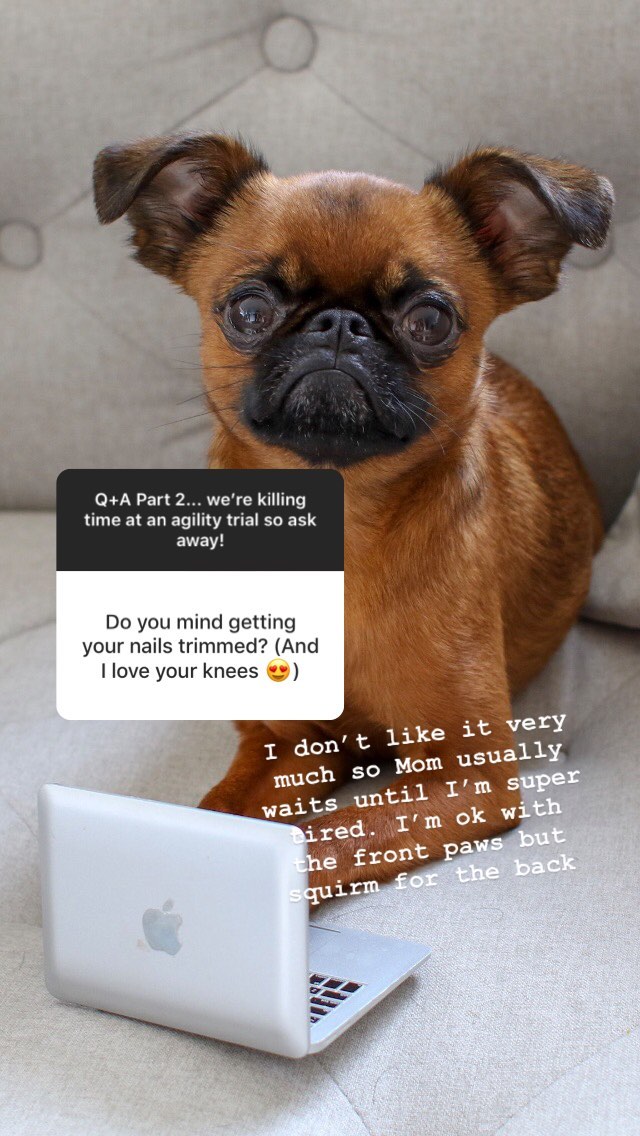 Q+A Part 2... we’re killing
time at an agility trial so ask
away!
Do you mind getting
your nails trimmed? (And
I love your knees 😍)
I don’t like it very
much so Mom usually
waits until I’m super
tired. I’m ok with
the front paws but
squirm for the back